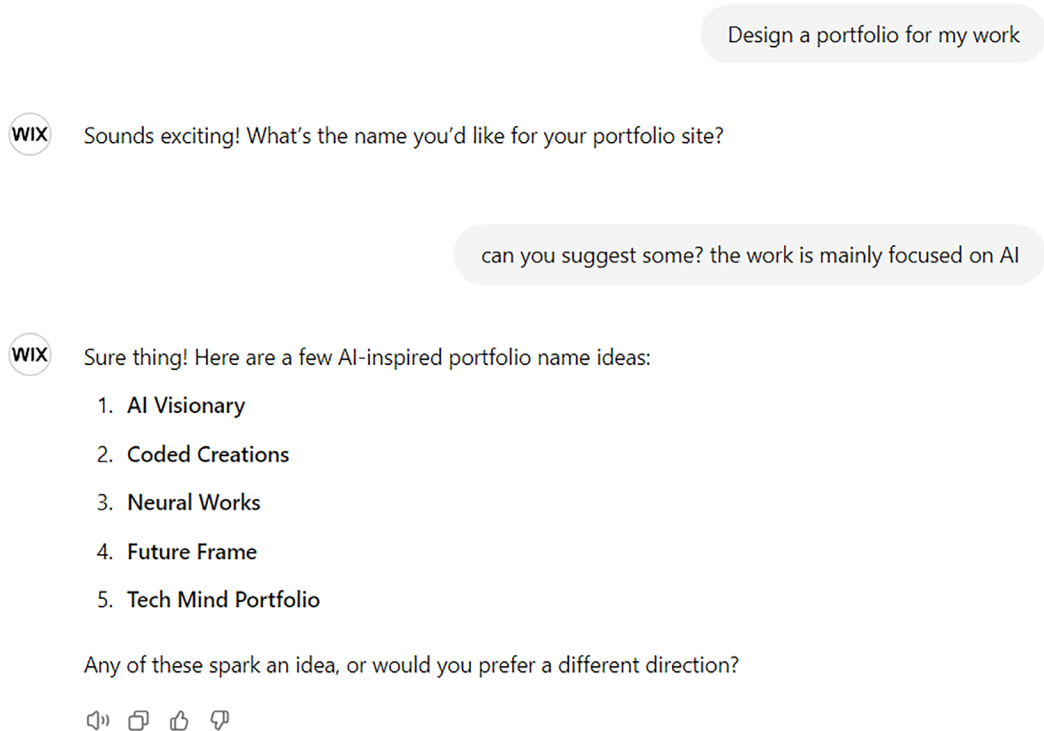 Design a portfolio for my work
WIX
Sounds exciting! What’s the name you’d like for your portfolio site?
can you suggest some? the work is mainly focused on AI
WIX
Sure thing! Here are a few AI-inspired portfolio name ideas:
1. AI Visionary
2. Coded Creations
3. Neural Works
4. Future Frame
5. Tech Mind Portfolio
Any of these spark an idea, or would you prefer a different direction?